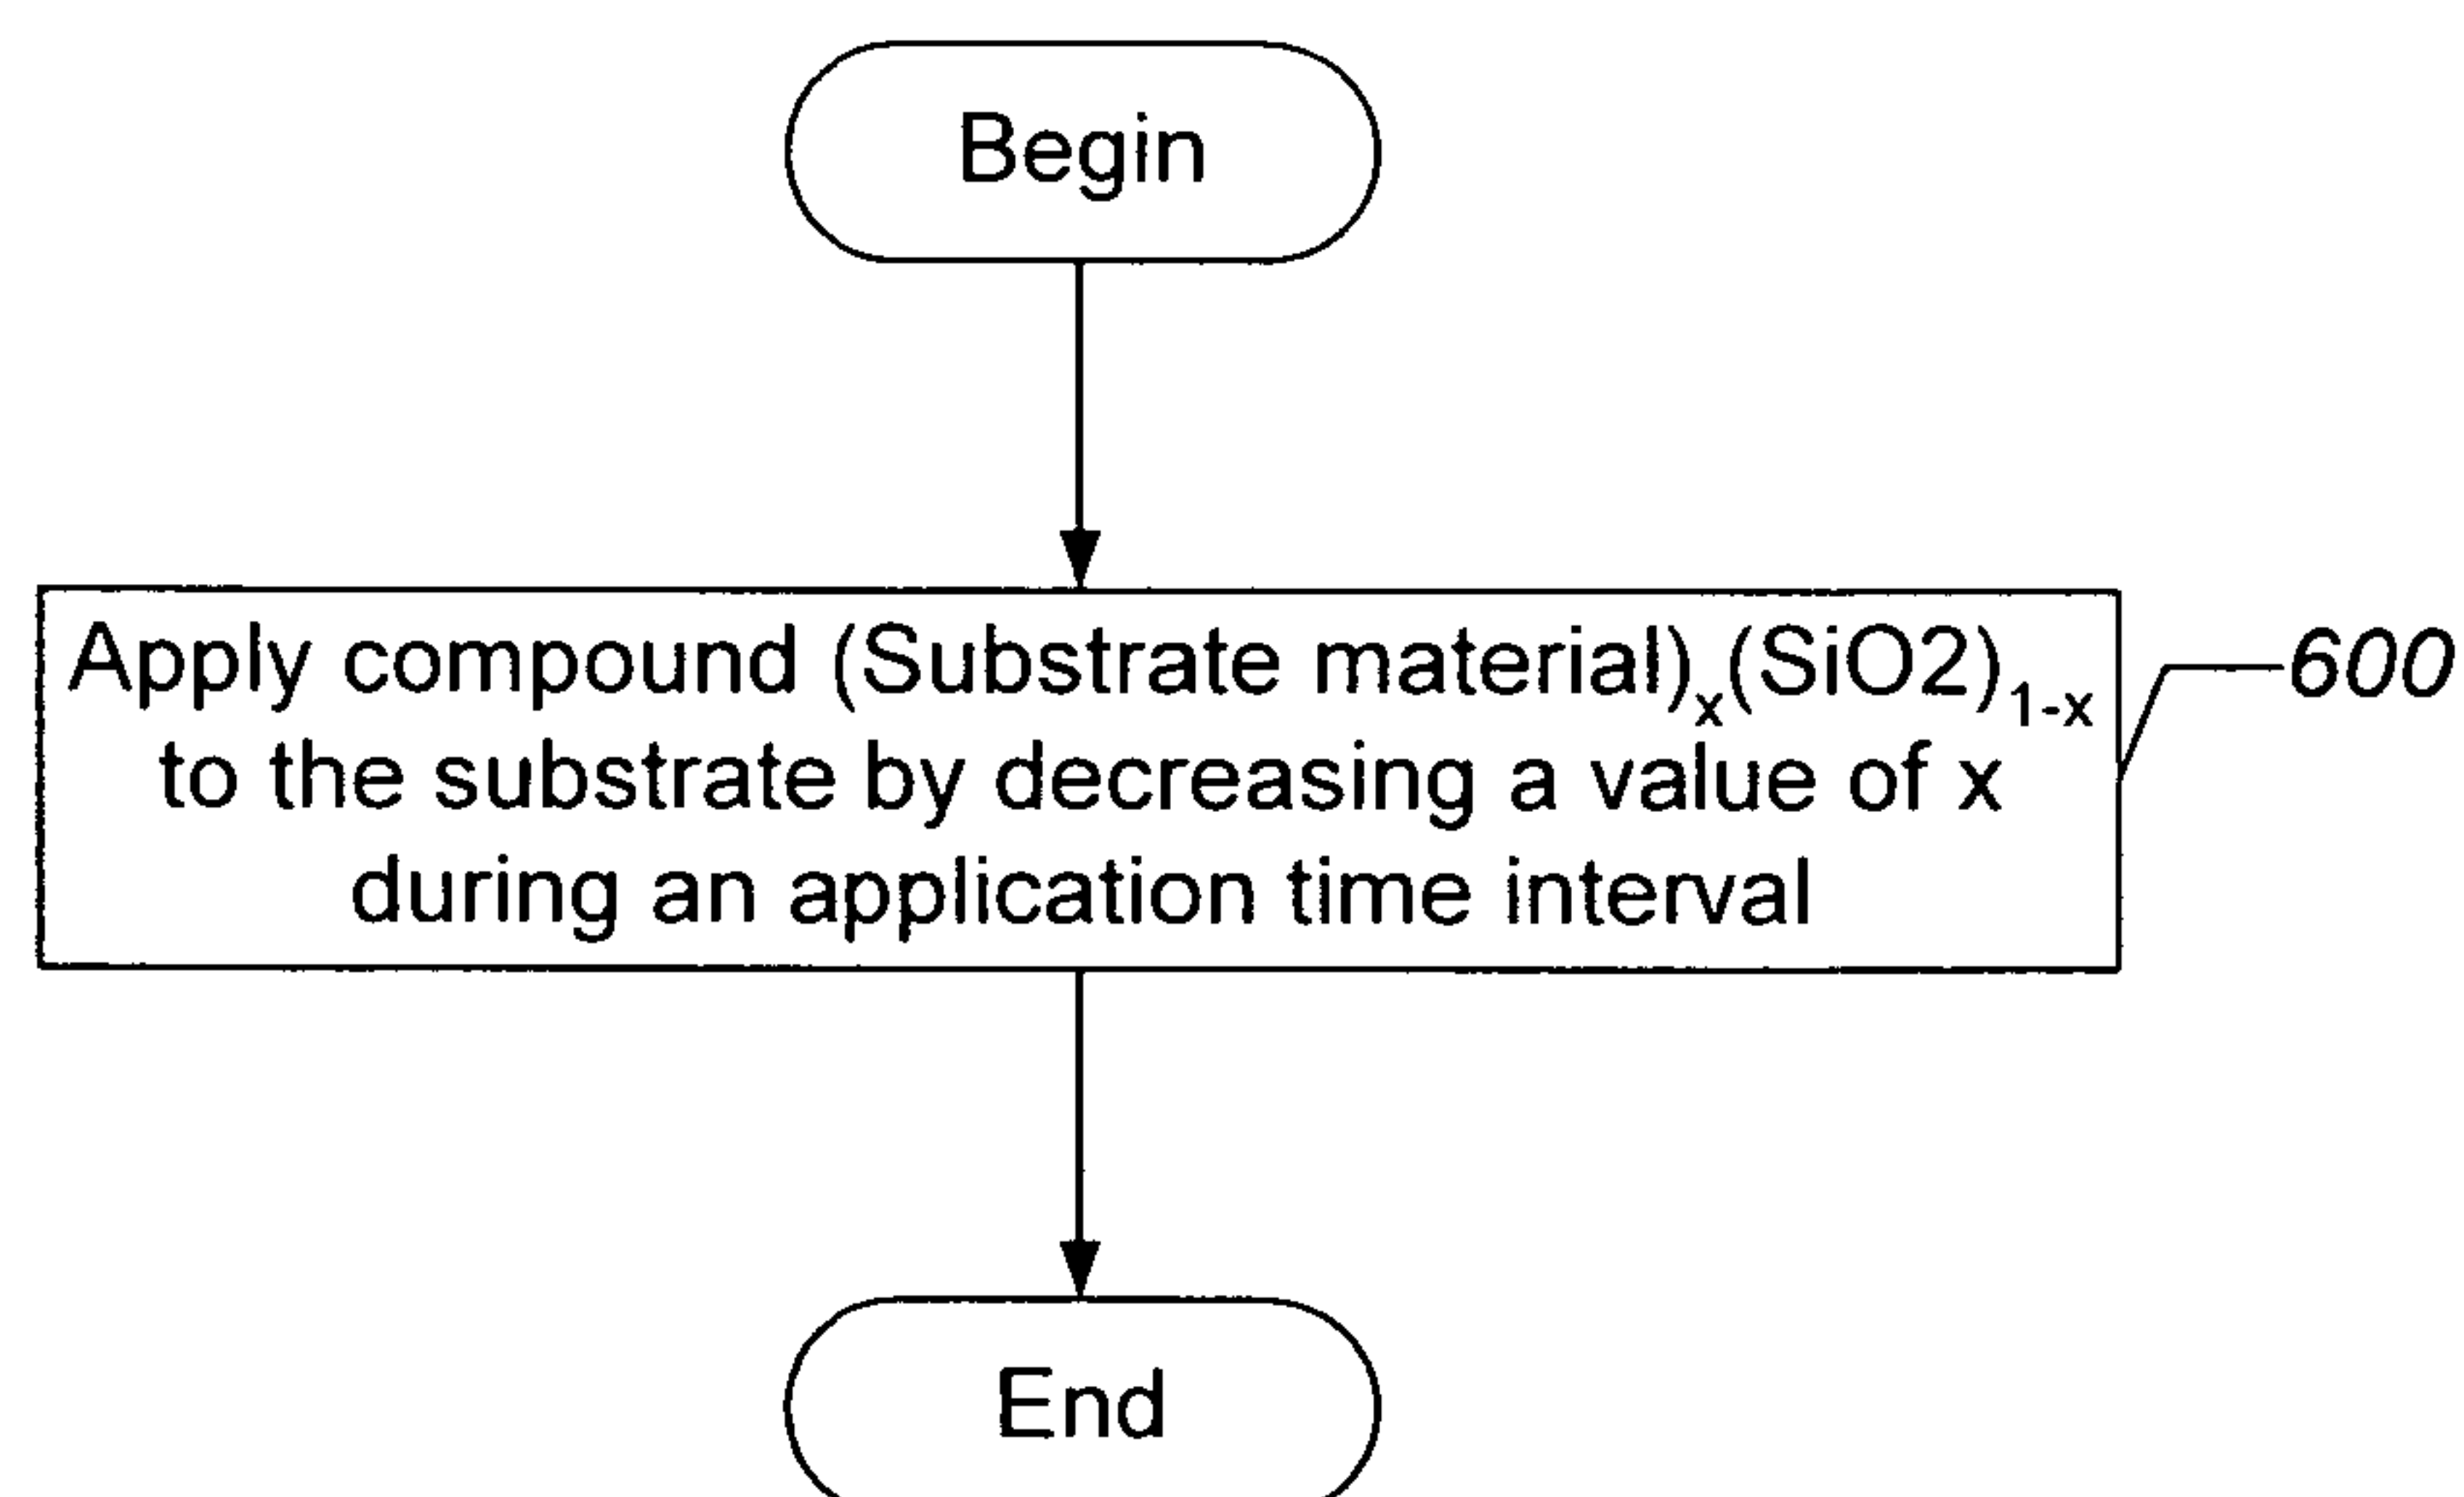 Begin
Apply compound (Substrate material)ₓ(SiO2)₁₋ₓ 600
to the substrate by decreasing a value of x
during an application time interval
End